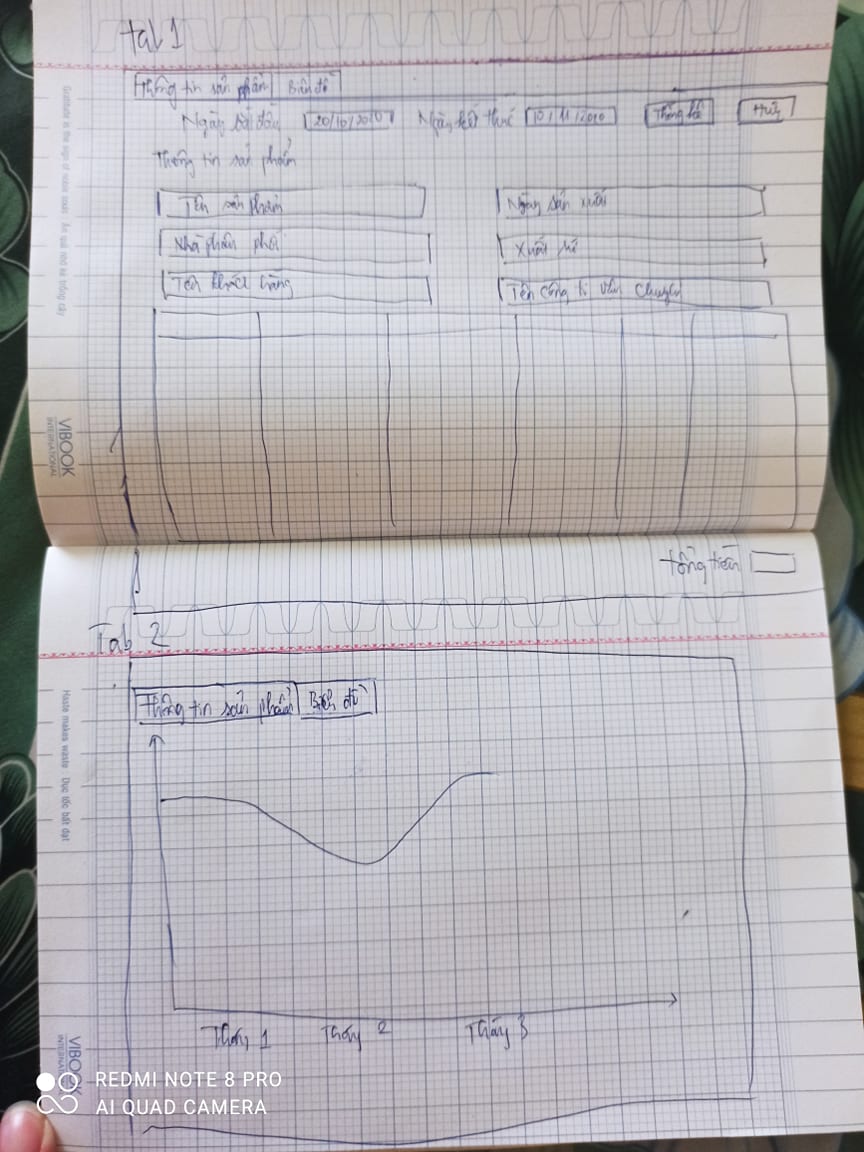 tab 1
Thông tin sản phẩm Biểu đồ
Ngày bắt đầu 20/10/2020 Ngày kết thúc 10/11/2020 Thống kê Huỷ
Thông tin sản phẩm
Tên sản phẩm Ngày sản xuất
Nhà phân phối Xuất xứ
Tên khách hàng Tên công ti vận chuyển
Gratitude is the sign of noble souls Ăn quả nhớ kẻ trồng cây
VIBOOK
INTERNATIONAL
tổng tiền
Tab 2
Thông tin sản phẩm Biểu đồ
Haste makes waste Dục tốc bất đạt
Tháng 1 Tháng 2 Tháng 3
VIBOOK
REDMI NOTE 8 PRO
AI QUAD CAMERA